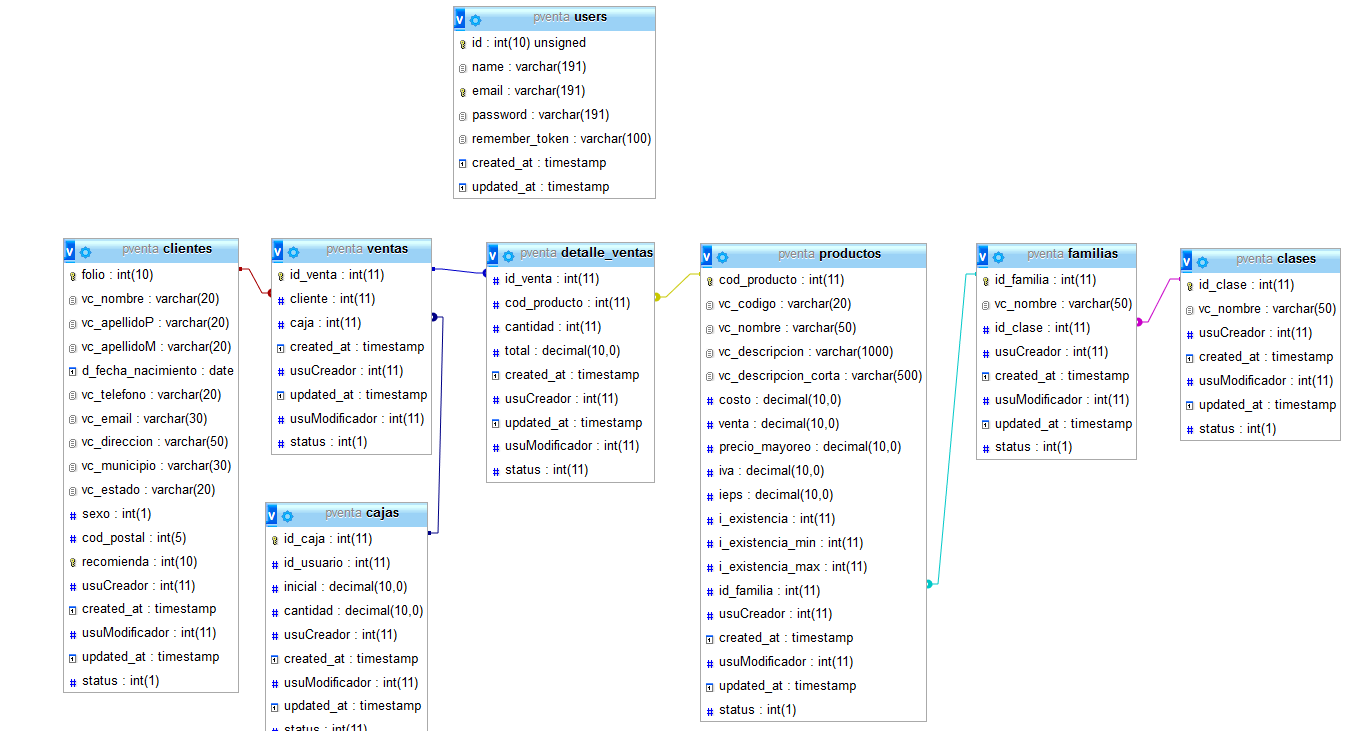 pventa users
id : int(10) unsigned
name : varchar(191)
email : varchar(191)
password : varchar(191)
remember_token : varchar(100)
created_at : timestamp
updated_at : timestamp
pventa clientes
folio : int(10)
vc_nombre : varchar(20)
vc_apellidoP : varchar(20)
vc_apellidoM : varchar(20)
d_fecha_nacimiento : date
vc_telefono : varchar(20)
vc_email : varchar(30)
vc_direccion : varchar(50)
vc_municipio : varchar(30)
vc_estado : varchar(20)
sexo : int(1)
cod_postal : int(5)
recomienda : int(10)
usuCreador : int(11)
created_at : timestamp
usuModificador : int(11)
updated_at : timestamp
status : int(1)
pventa ventas
id_venta : int(11)
cliente : int(11)
caja : int(11)
created_at : timestamp
usuCreador : int(11)
updated_at : timestamp
usuModificador : int(11)
status : int(1)
pventa cajas
id_caja : int(11)
id_usuario : int(11)
inicial : decimal(10,0)
cantidad : decimal(10,0)
usuCreador : int(11)
created_at : timestamp
usuModificador : int(11)
updated_at : timestamp
status : int(11)
pventa detalle_ventas
id_venta : int(11)
cod_producto : int(11)
cantidad : int(11)
total : decimal(10,0)
created_at : timestamp
usuCreador : int(11)
updated_at : timestamp
usuModificador : int(11)
status : int(11)
pventa productos
cod_producto : int(11)
vc_codigo : varchar(20)
vc_nombre : varchar(50)
vc_descripcion : varchar(1000)
vc_descripcion_corta : varchar(500)
costo : decimal(10,0)
venta : decimal(10,0)
precio_mayoreo : decimal(10,0)
iva : decimal(10,0)
ieps : decimal(10,0)
i_existencia : int(11)
i_existencia_min : int(11)
i_existencia_max : int(11)
id_familia : int(11)
usuCreador : int(11)
created_at : timestamp
usuModificador : int(11)
updated_at : timestamp
status : int(1)
pventa familias
id_familia : int(11)
vc_nombre : varchar(50)
id_clase : int(11)
usuCreador : int(11)
created_at : timestamp
usuModificador : int(11)
updated_at : timestamp
status : int(1)
pventa clases
id_clase : int(11)
vc_nombre : varchar(50)
usuCreador : int(11)
created_at : timestamp
usuModificador : int(11)
updated_at : timestamp
status : int(1)